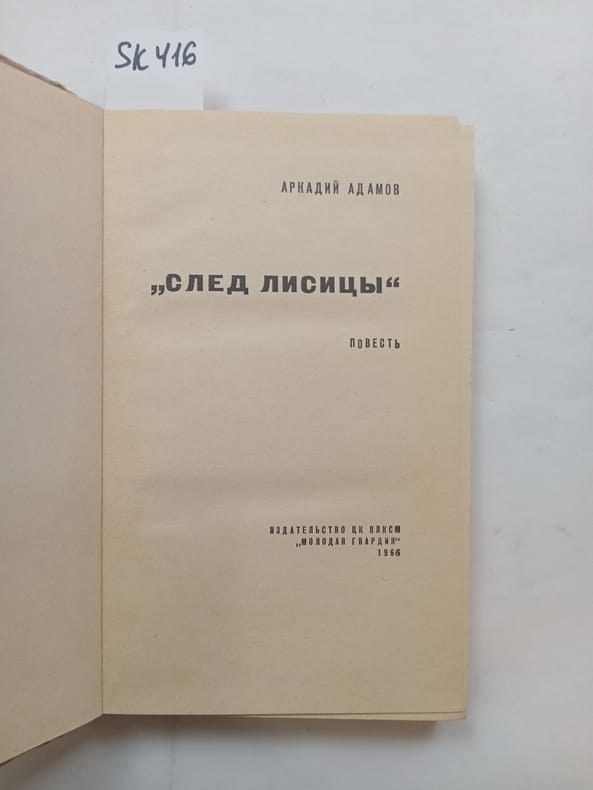 SK 416
АРКАДИЙ АДАМОВ
„СЛЕД ЛИСИЦЫ“
ПОВЕСТЬ
ИЗДАТЕЛЬСТВО ЦК ВЛКСМ
„МОЛОДАЯ ГВАРДИЯ“
1966